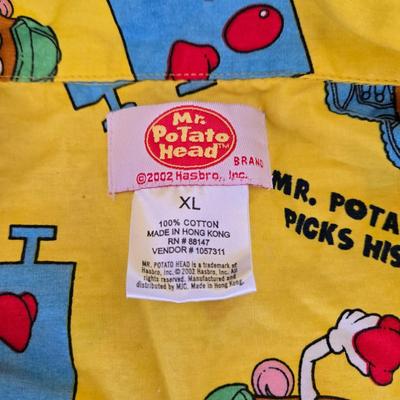 Mr.
PoTaTo
Head™
BRAND
©2002 Hasbro, Inc.
XL
100% COTTON
MADE IN HONG KONG
RN # 88147
VENDOR # 1057311
MR. POTATO HEAD is a trademark of
Hasbro, Inc. © 2002 Hasbro, Inc. All
Rights Reserved. Manufactured and
distributed by MJC. Made in Hong Kong.
MR. POTA
PICKS HIS